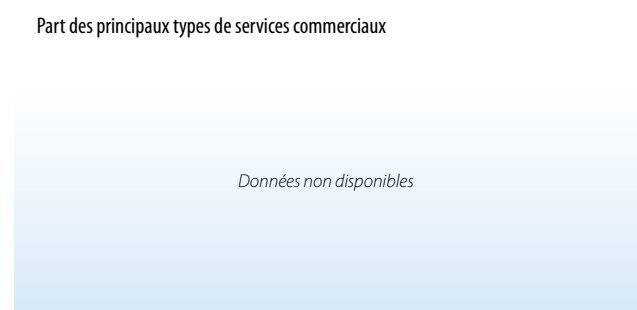 Part des principaux types de services commerciaux
Données non disponibles